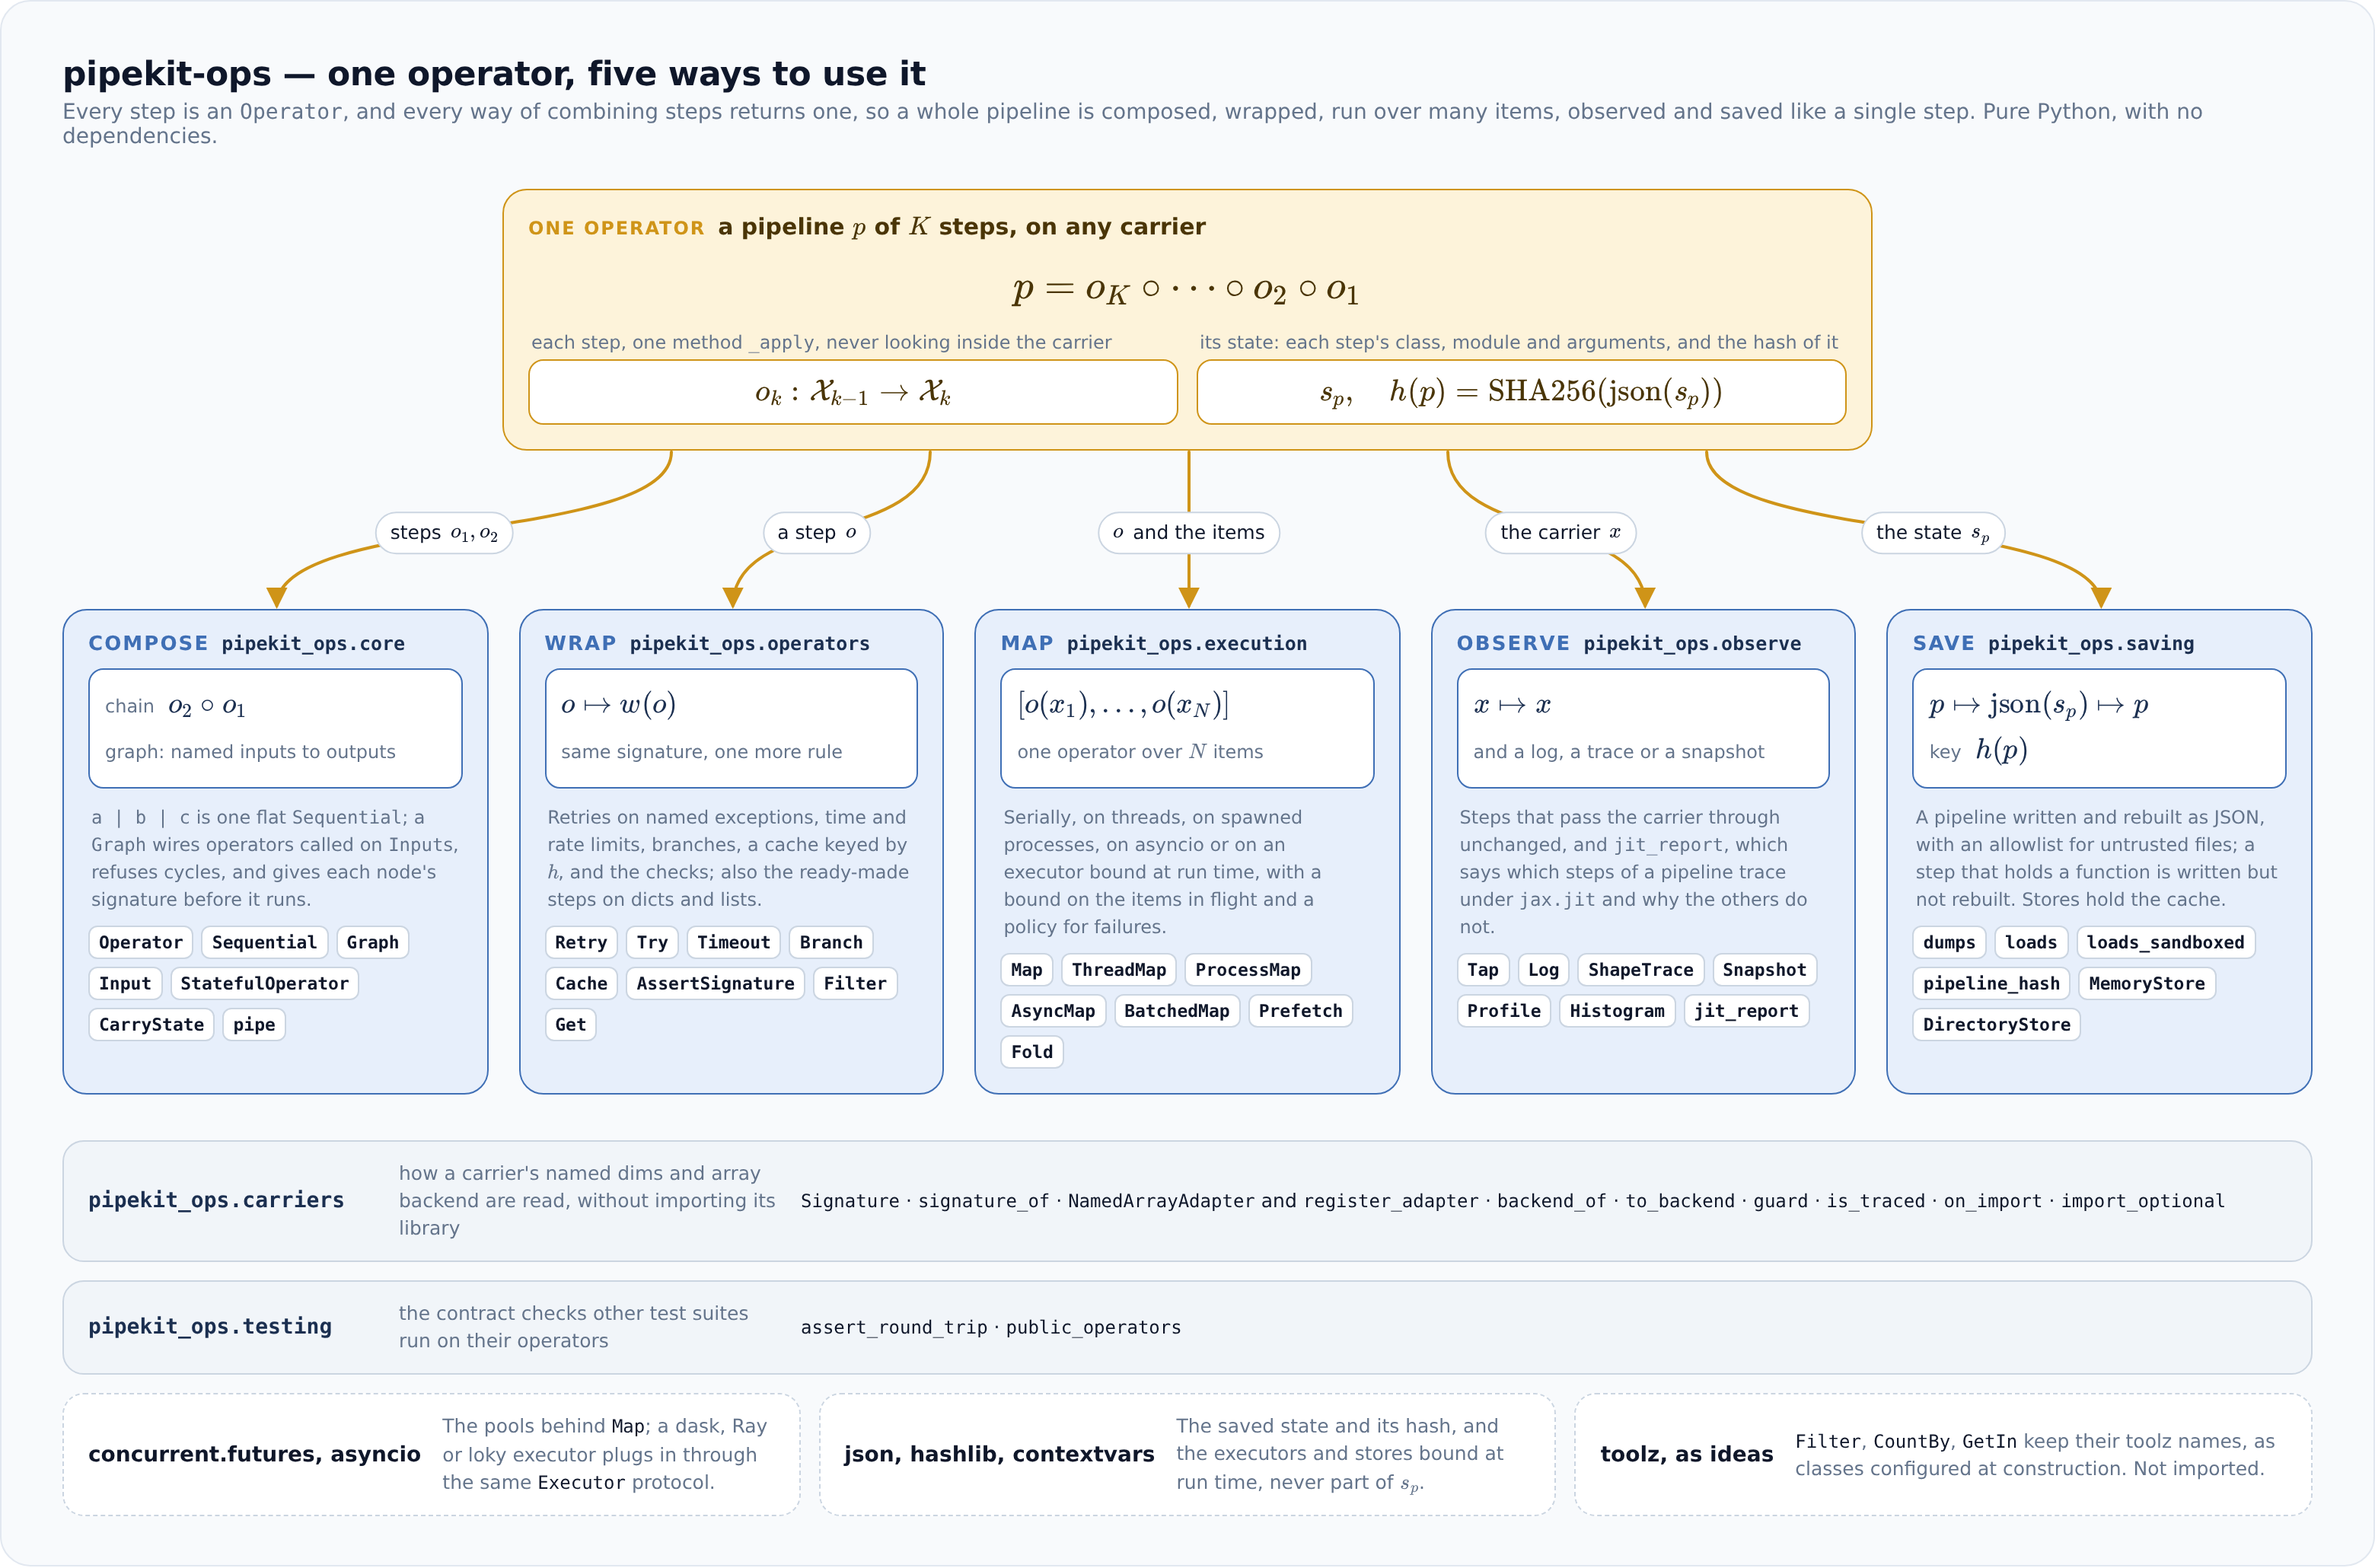 pipekit-ops — one operator, five ways to use it
Every step is an Operator, and every way of combining steps returns one, so a whole pipeline is composed, wrapped, run over many items, observed and saved like a single step. Pure Python, with no
dependencies.
ONE OPERATOR a pipeline p of K steps, on any carrier
p = o_K ∘ ⋯ ∘ o_2 ∘ o_1
each step, one method _apply, never looking inside the carrier
o_k : 𝒳_{k−1} → 𝒳_k
its state: each step's class, module and arguments, and the hash of it
s_p, h(p) = SHA256(json(s_p))
steps o_1, o_2
a step o
o and the items
the carrier x
the state s_p
COMPOSE pipekit_ops.core
chain o_2 ∘ o_1
graph: named inputs to outputs
a | b | c is one flat Sequential; a
Graph wires operators called on Inputs,
refuses cycles, and gives each node's
signature before it runs.
Operator Sequential Graph
Input StatefulOperator
CarryState pipe
WRAP pipekit_ops.operators
o ↦ w(o)
same signature, one more rule
Retries on named exceptions, time and
rate limits, branches, a cache keyed by
h, and the checks; also the ready-made
steps on dicts and lists.
Retry Try Timeout Branch
Cache AssertSignature Filter
Get
MAP pipekit_ops.execution
[o(x_1), …, o(x_N)]
one operator over N items
Serially, on threads, on spawned
processes, on asyncio or on an
executor bound at run time, with a
bound on the items in flight and a
policy for failures.
Map ThreadMap ProcessMap
AsyncMap BatchedMap Prefetch
Fold
OBSERVE pipekit_ops.observe
x ↦ x
and a log, a trace or a snapshot
Steps that pass the carrier through
unchanged, and jit_report, which
says which steps of a pipeline trace
under jax.jit and why the others do
not.
Tap Log ShapeTrace Snapshot
Profile Histogram jit_report
SAVE pipekit_ops.saving
p ↦ json(s_p) ↦ p
key h(p)
A pipeline written and rebuilt as JSON,
with an allowlist for untrusted files; a
step that holds a function is written but
not rebuilt. Stores hold the cache.
dumps loads loads_sandboxed
pipeline_hash MemoryStore
DirectoryStore
pipekit_ops.carriers
how a carrier's named dims and array
backend are read, without importing its
library
Signature · signature_of · NamedArrayAdapter and register_adapter · backend_of · to_backend · guard · is_traced · on_import · import_optional
pipekit_ops.testing
the contract checks other test suites
run on their operators
assert_round_trip · public_operators
concurrent.futures, asyncio
The pools behind Map; a dask, Ray
or loky executor plugs in through
the same Executor protocol.
json, hashlib, contextvars
The saved state and its hash, and
the executors and stores bound at
run time, never part of s_p.
toolz, as ideas
Filter, CountBy, GetIn keep their toolz names, as
classes configured at construction. Not imported.